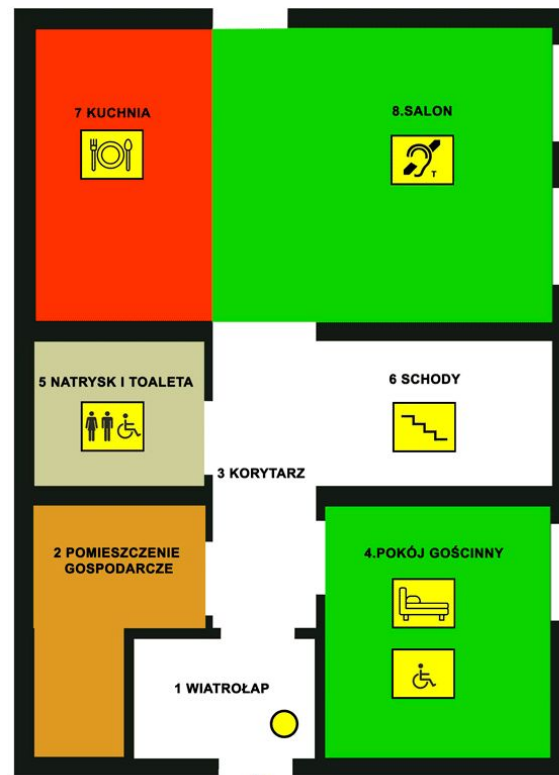 7 KUCHNIA
8.SALON
T
5 NATRYSK I TOALETA
6 SCHODY
3 KORYTARZ
2 POMIESZCZENIE
GOSPODARCZE
4.POKÓJ GOŚCINNY
1 WIATROŁAP